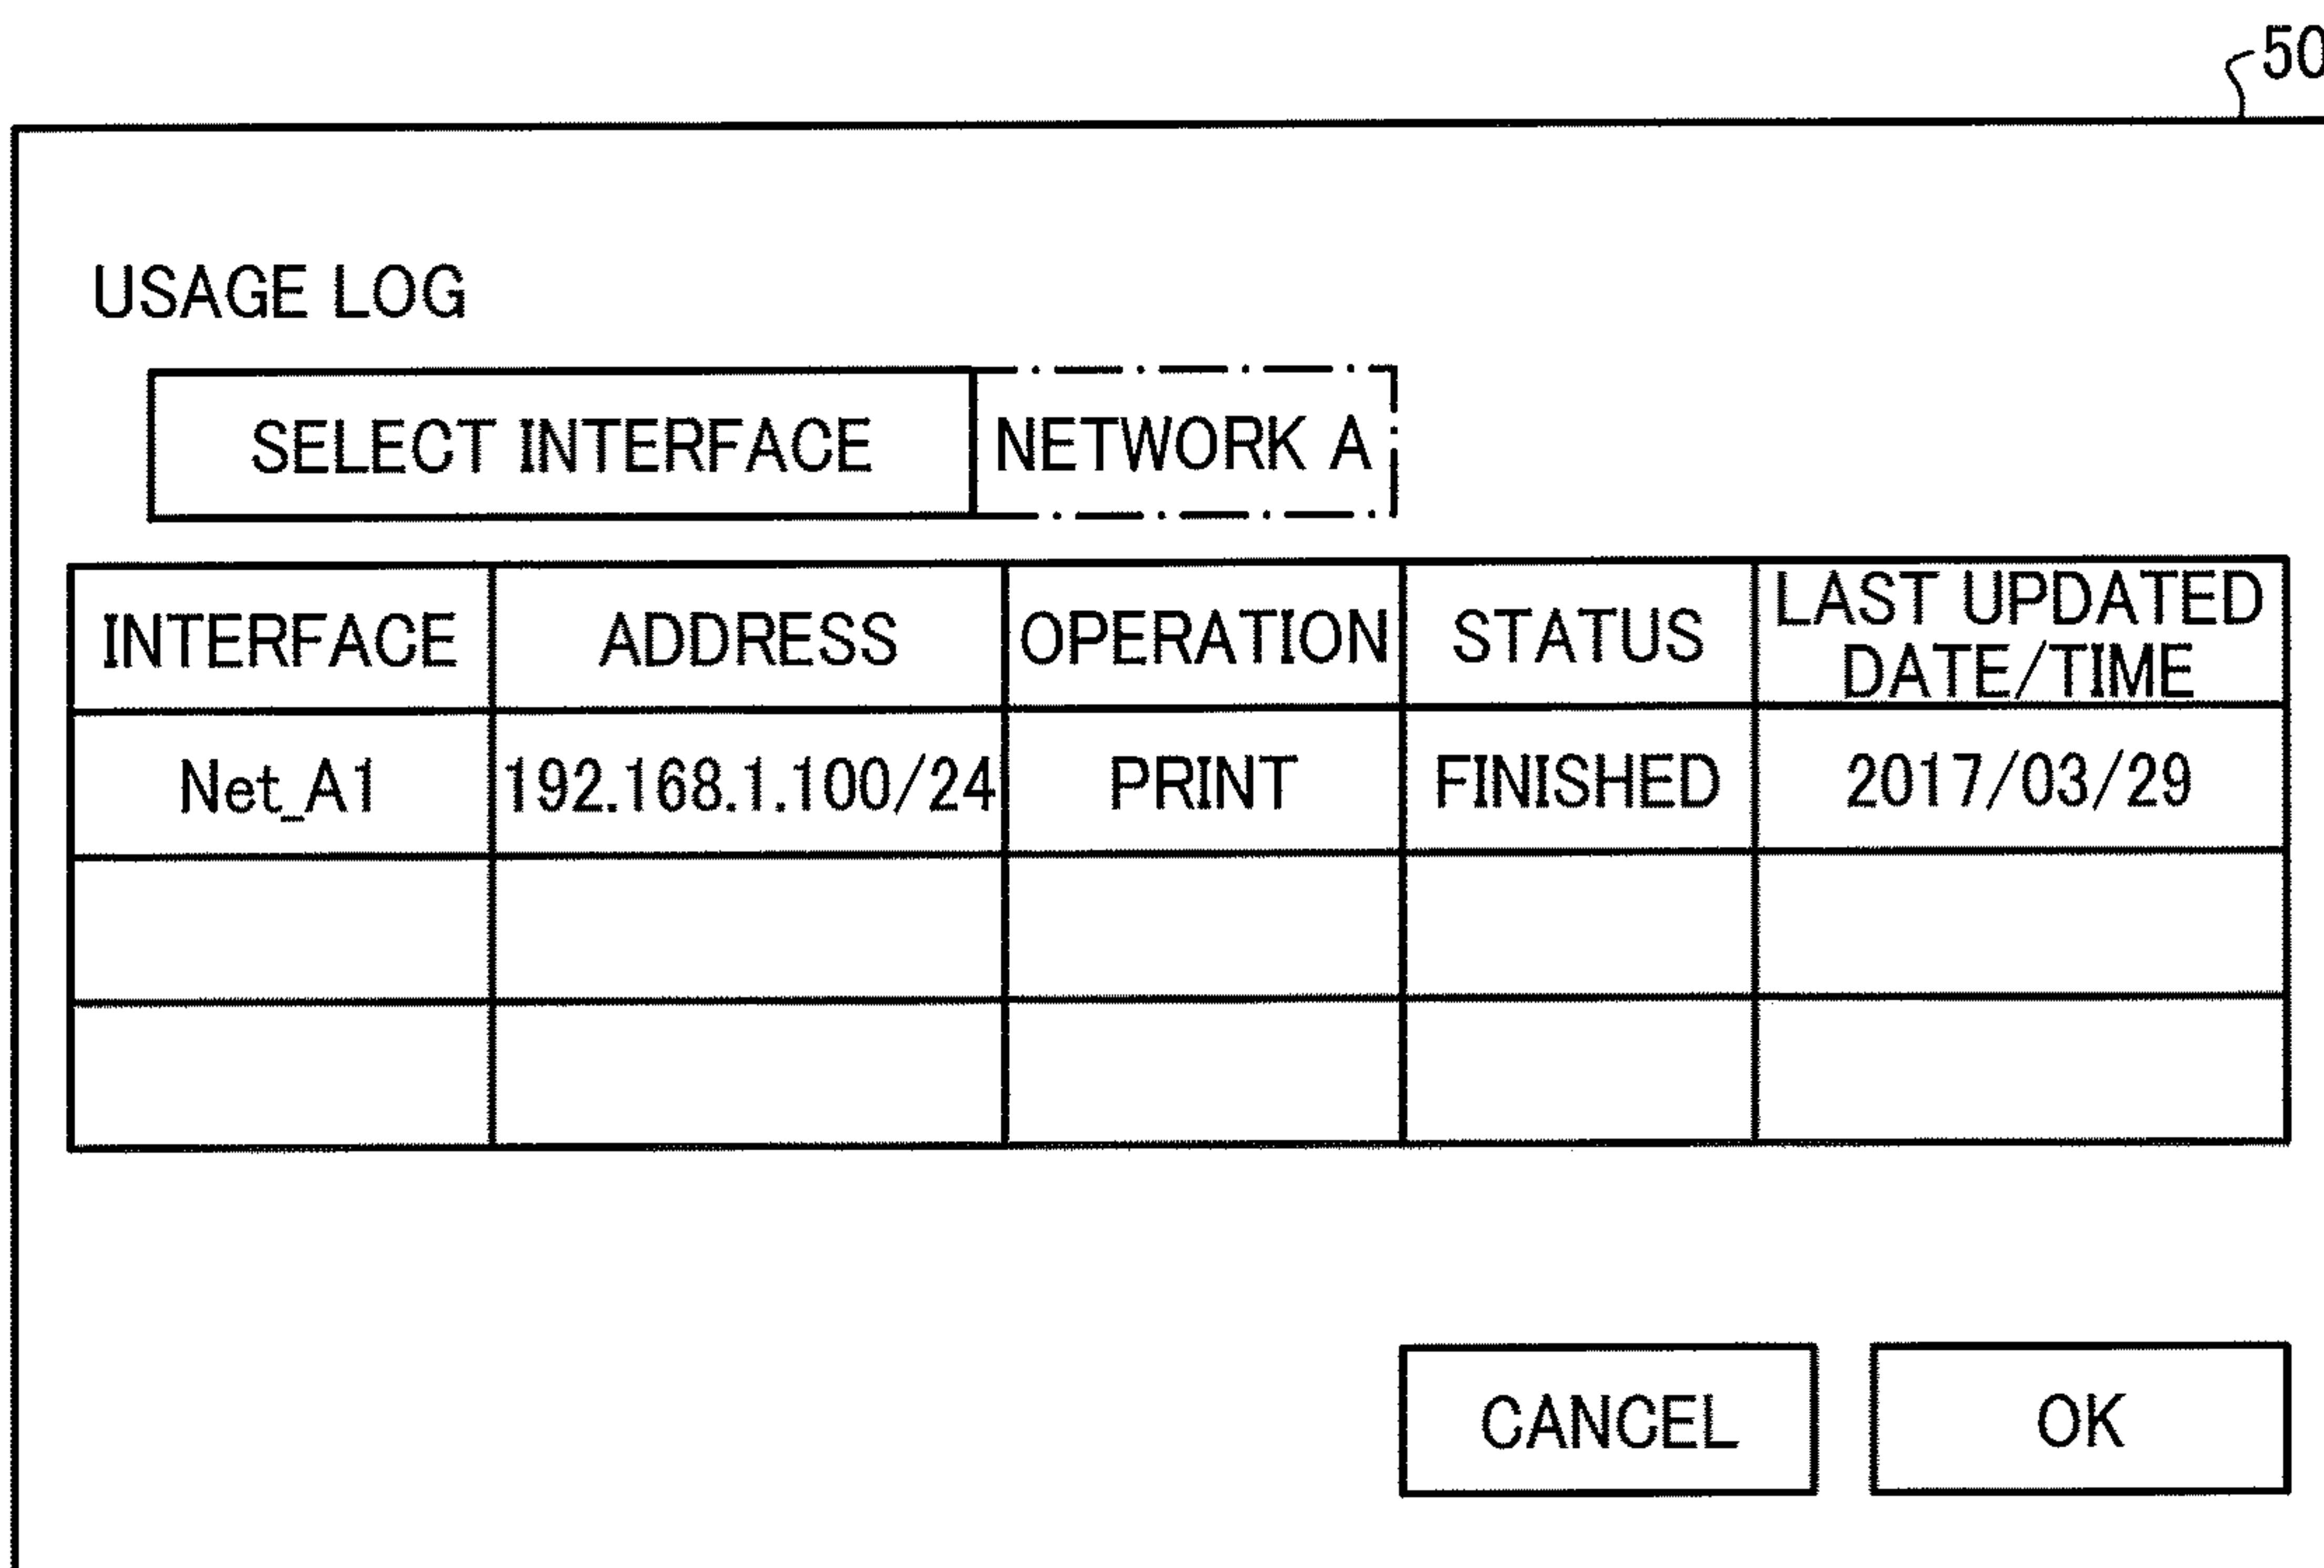 50
USAGE LOG
SELECT INTERFACE NETWORK A
INTERFACE ADDRESS OPERATION STATUS LAST UPDATED
DATE/TIME
Net_A1 192.168.1.100/24 PRINT FINISHED 2017/03/29
CANCEL OK